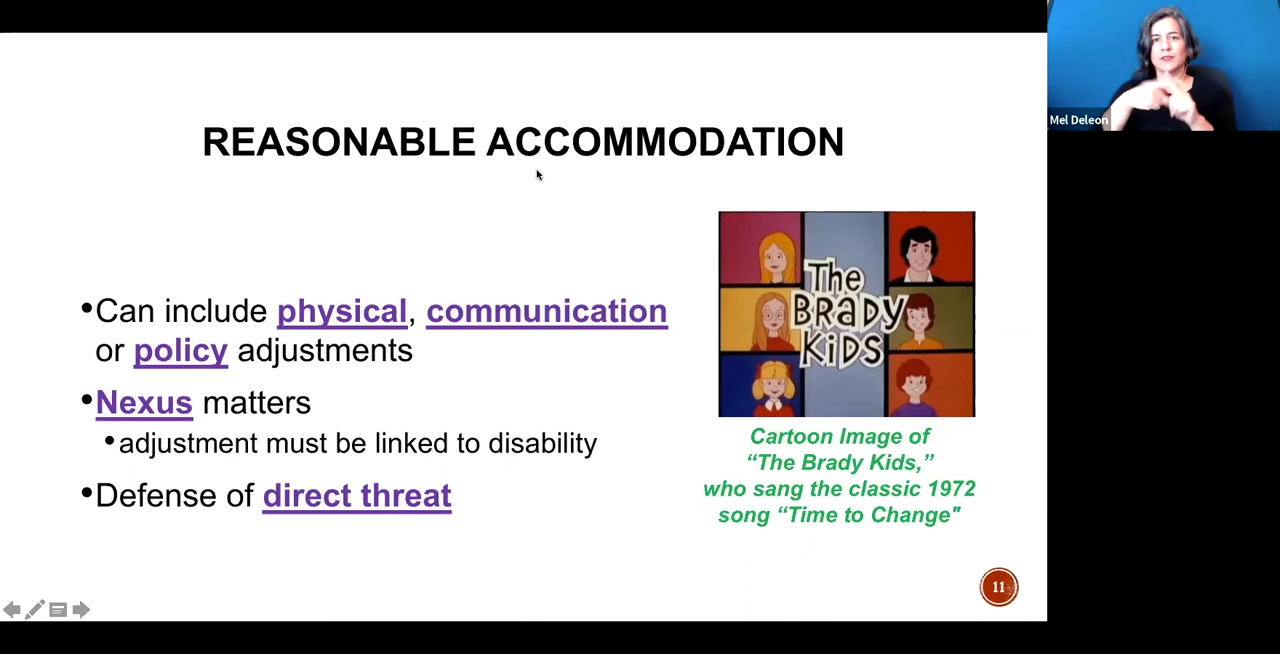 Mel Deleon
REASONABLE ACCOMMODATION
•Can include physical, communication
or policy adjustments
•Nexus matters
•adjustment must be linked to disability
•Defense of direct threat
The
BRADY
KIDS
Cartoon Image of
“The Brady Kids,”
who sang the classic 1972
song “Time to Change"
11